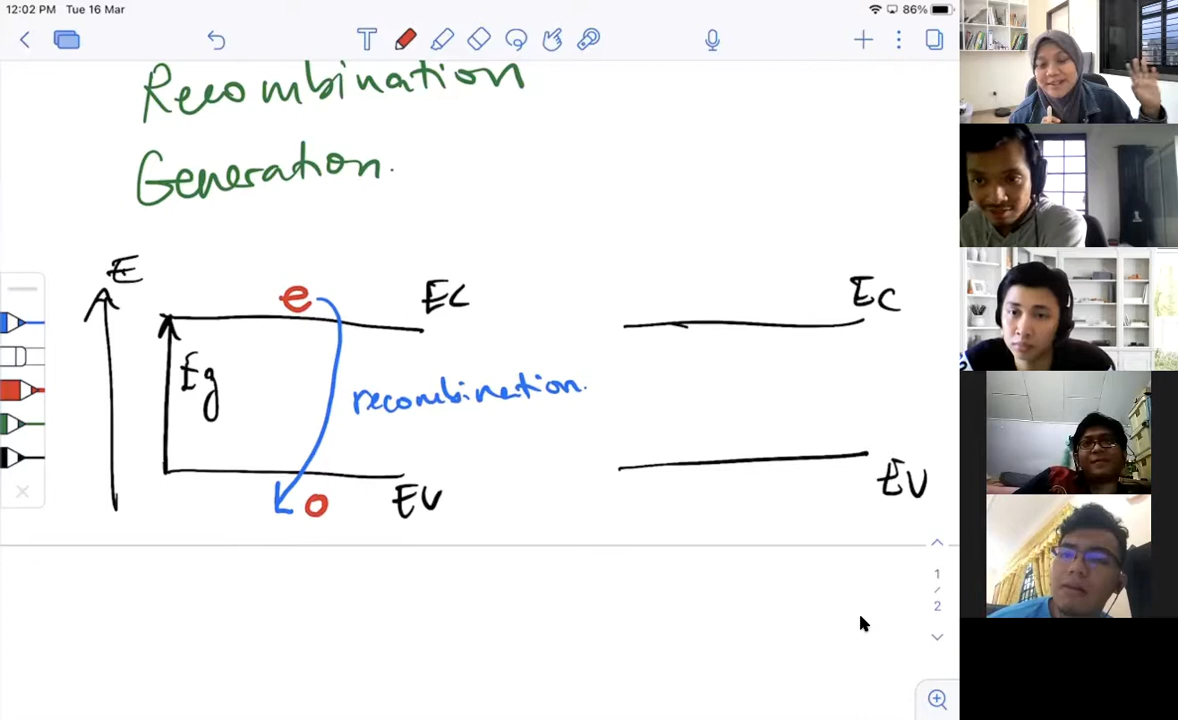 12:02 PM Tue 16 Mar
86%
Recombination
Generation.
E
e
EC
EC
Eg
recombination.
EV
EV
1
/
2